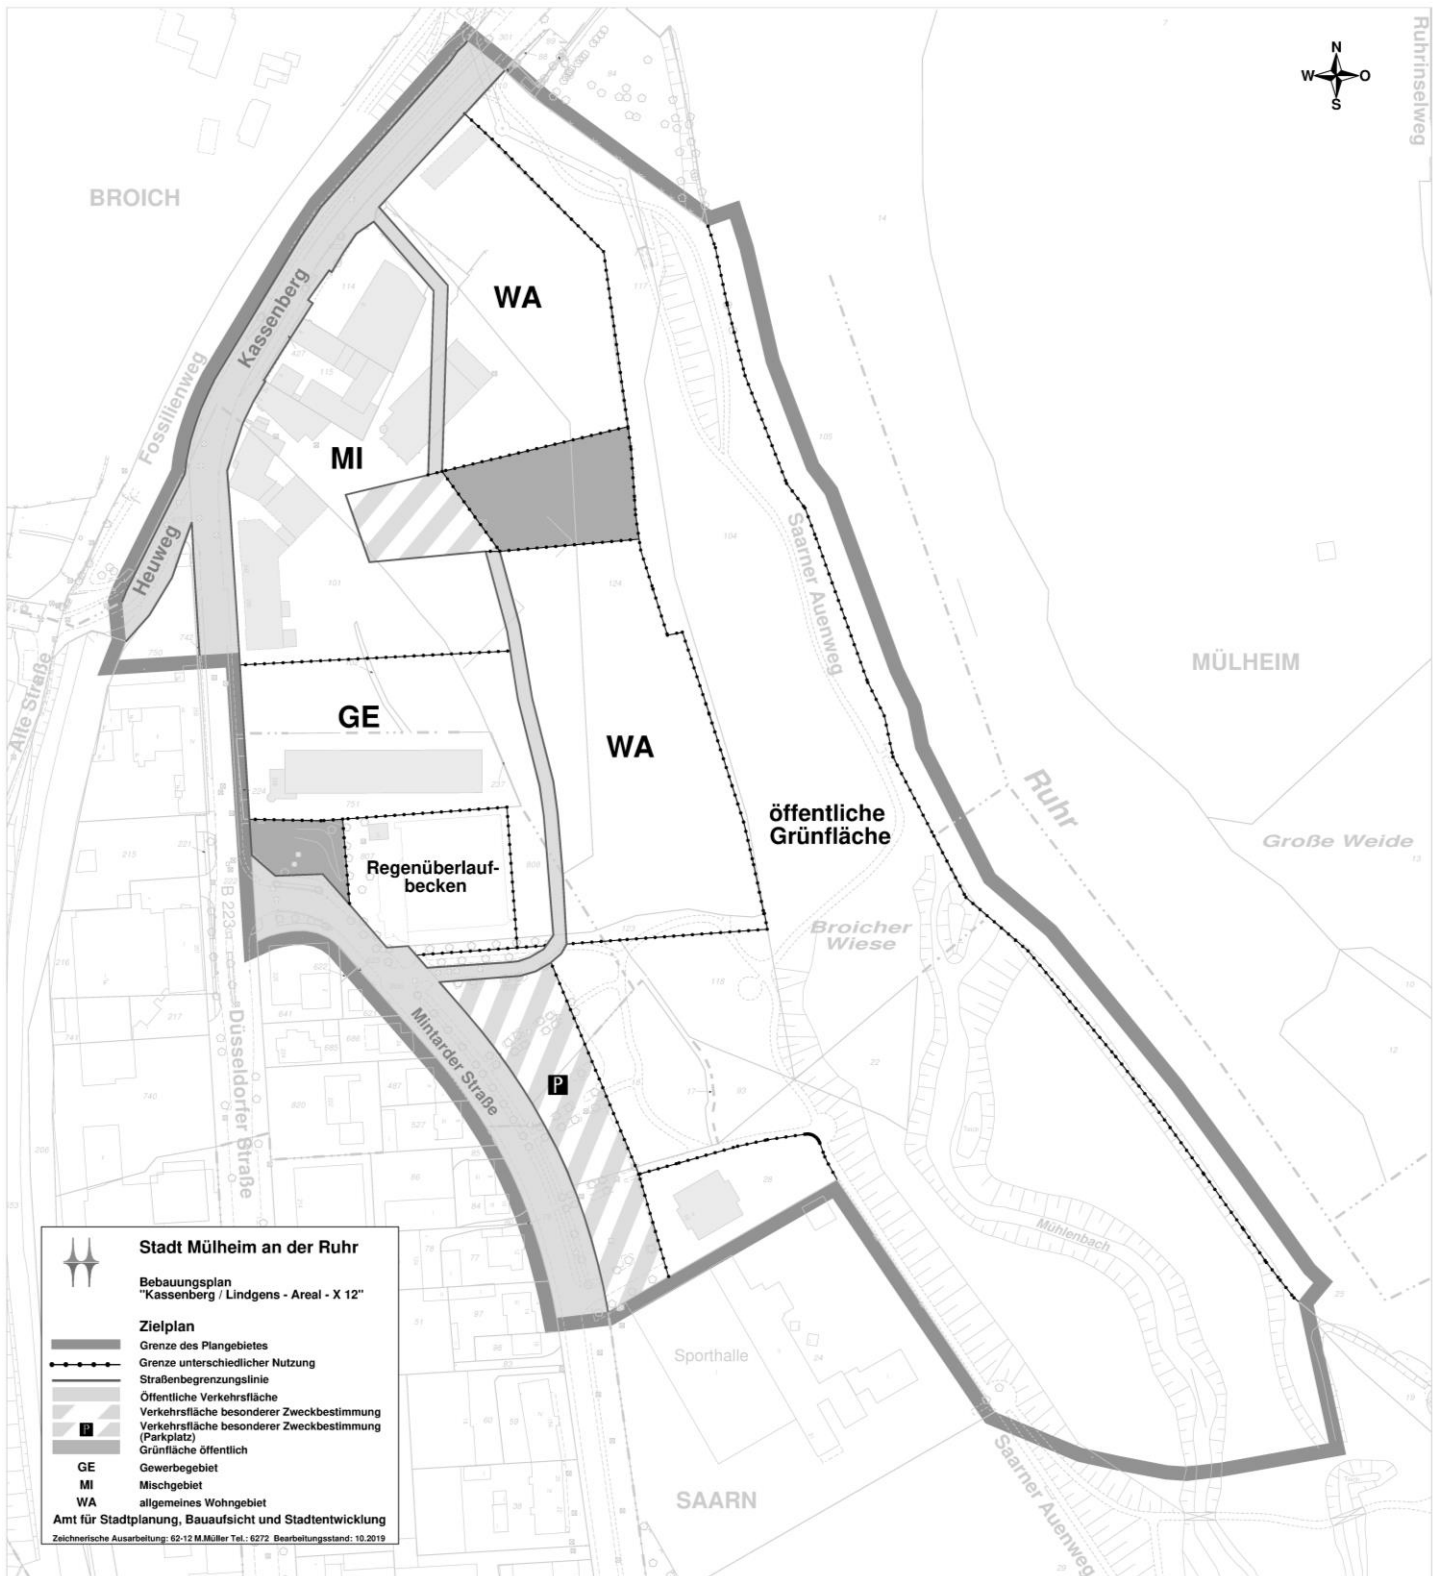 N
W O
S
Ruhrinselweg
BROICH
Kassenberg
Fossilienweg
WA
MI
Heuweg
Alte Straße
Saarner Auenweg
MÜLHEIM
GE
WA
Ruhr
öffentliche
Grünfläche
Große Weide
Regenüberlauf-
becken
B 223
Düsseldorfer Straße
Broicher
Wiese
Mintarder Straße
P
Mühlenbach
Sporthalle
SAARN
Saarner Auenweg
Stadt Mülheim an der Ruhr
Bebauungsplan
"Kassenberg / Lindgens - Areal - X 12"
Zielplan
Grenze des Plangebietes
Grenze unterschiedlicher Nutzung
Straßenbegrenzungslinie
Öffentliche Verkehrsfläche
Verkehrsfläche besonderer Zweckbestimmung
P Verkehrsfläche besonderer Zweckbestimmung
(Parkplatz)
Grünfläche öffentlich
GE Gewerbegebiet
MI Mischgebiet
WA allgemeines Wohngebiet
Amt für Stadtplanung, Bauaufsicht und Stadtentwicklung
Zeichnerische Ausarbeitung: 62-12 M.Müller Tel.: 6272 Bearbeitungsstand: 10.2019